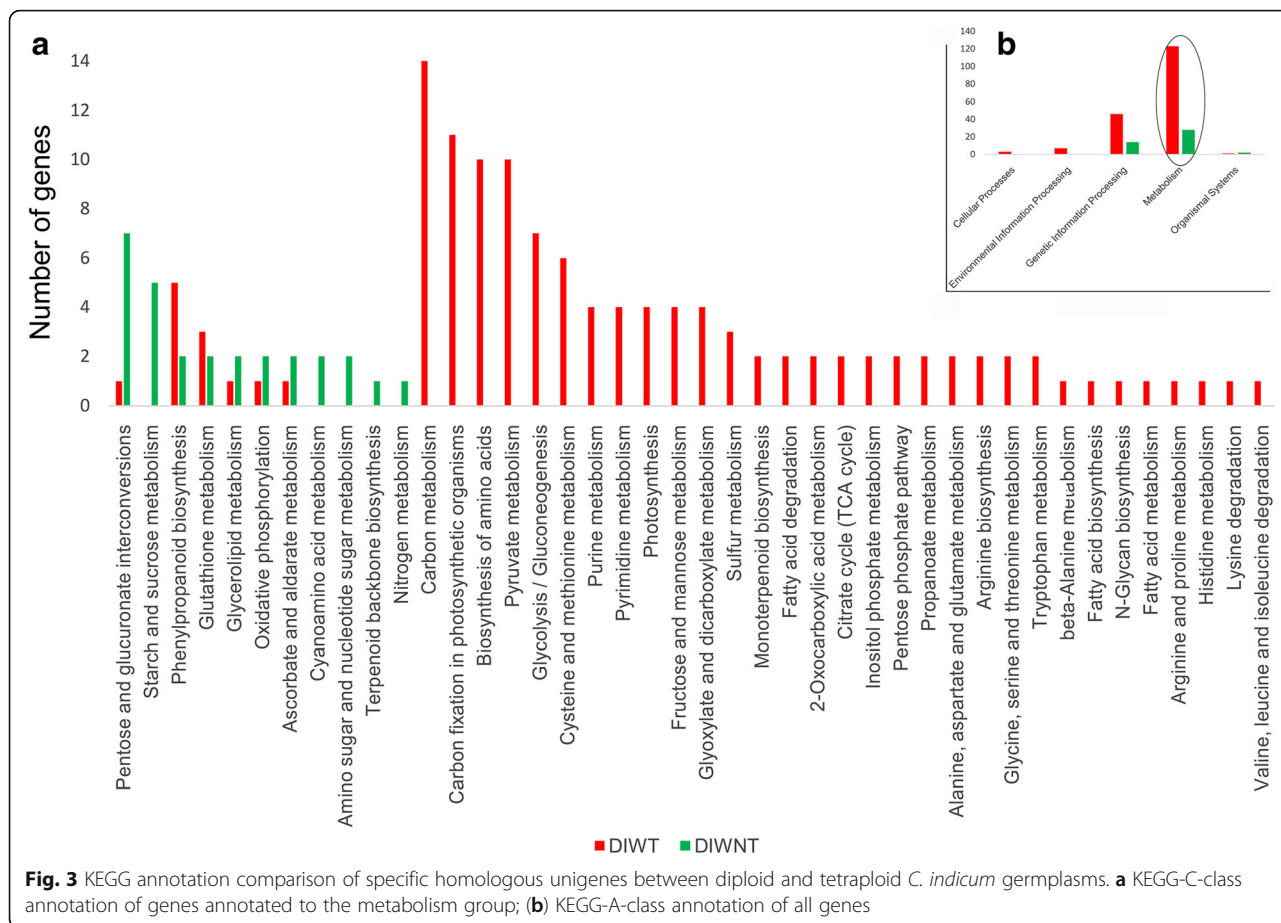 a
Number of genes
14
12
10
8
6
4
2
0
Pentose and glucuronate interconversions
Starch and sucrose metabolism
Phenylpropanoid biosynthesis
Glutathione metabolism
Glycerolipid metabolism
Oxidative phosphorylation
Ascorbate and aldarate metabolism
Cyanoamino acid metabolism
Amino sugar and nucleotide sugar metabolism
Terpenoid backbone biosynthesis
Nitrogen metabolism
Carbon metabolism
Carbon fixation in photosynthetic organisms
Biosynthesis of amino acids
Pyruvate metabolism
Glycolysis / Gluconeogenesis
Cysteine and methionine metabolism
Purine metabolism
Pyrimidine metabolism
Photosynthesis
Fructose and mannose metabolism
Glyoxylate and dicarboxylate metabolism
Sulfur metabolism
Monoterpenoid biosynthesis
Fatty acid degradation
2-Oxocarboxylic acid metabolism
Citrate cycle (TCA cycle)
Inositol phosphate metabolism
Pentose phosphate pathway
Propanoate metabolism
Alanine, aspartate and glutamate metabolism
Arginine biosynthesis
Glycine, serine and threonine metabolism
Tryptophan metabolism
beta-Alanine metabolism
Fatty acid biosynthesis
N-Glycan biosynthesis
Fatty acid metabolism
Arginine and proline metabolism
Histidine metabolism
Lysine degradation
Valine, leucine and isoleucine degradation
DIWT DIWNT
b
140
120
100
80
60
40
20
0
Cellular Processes
Environmental Information Processing
Genetic Information Processing
Metabolism
Organismal Systems
Fig. 3 KEGG annotation comparison of specific homologous unigenes between diploid and tetraploid C. indicum germplasms. a KEGG-C-class
annotation of genes annotated to the metabolism group; (b) KEGG-A-class annotation of all genes